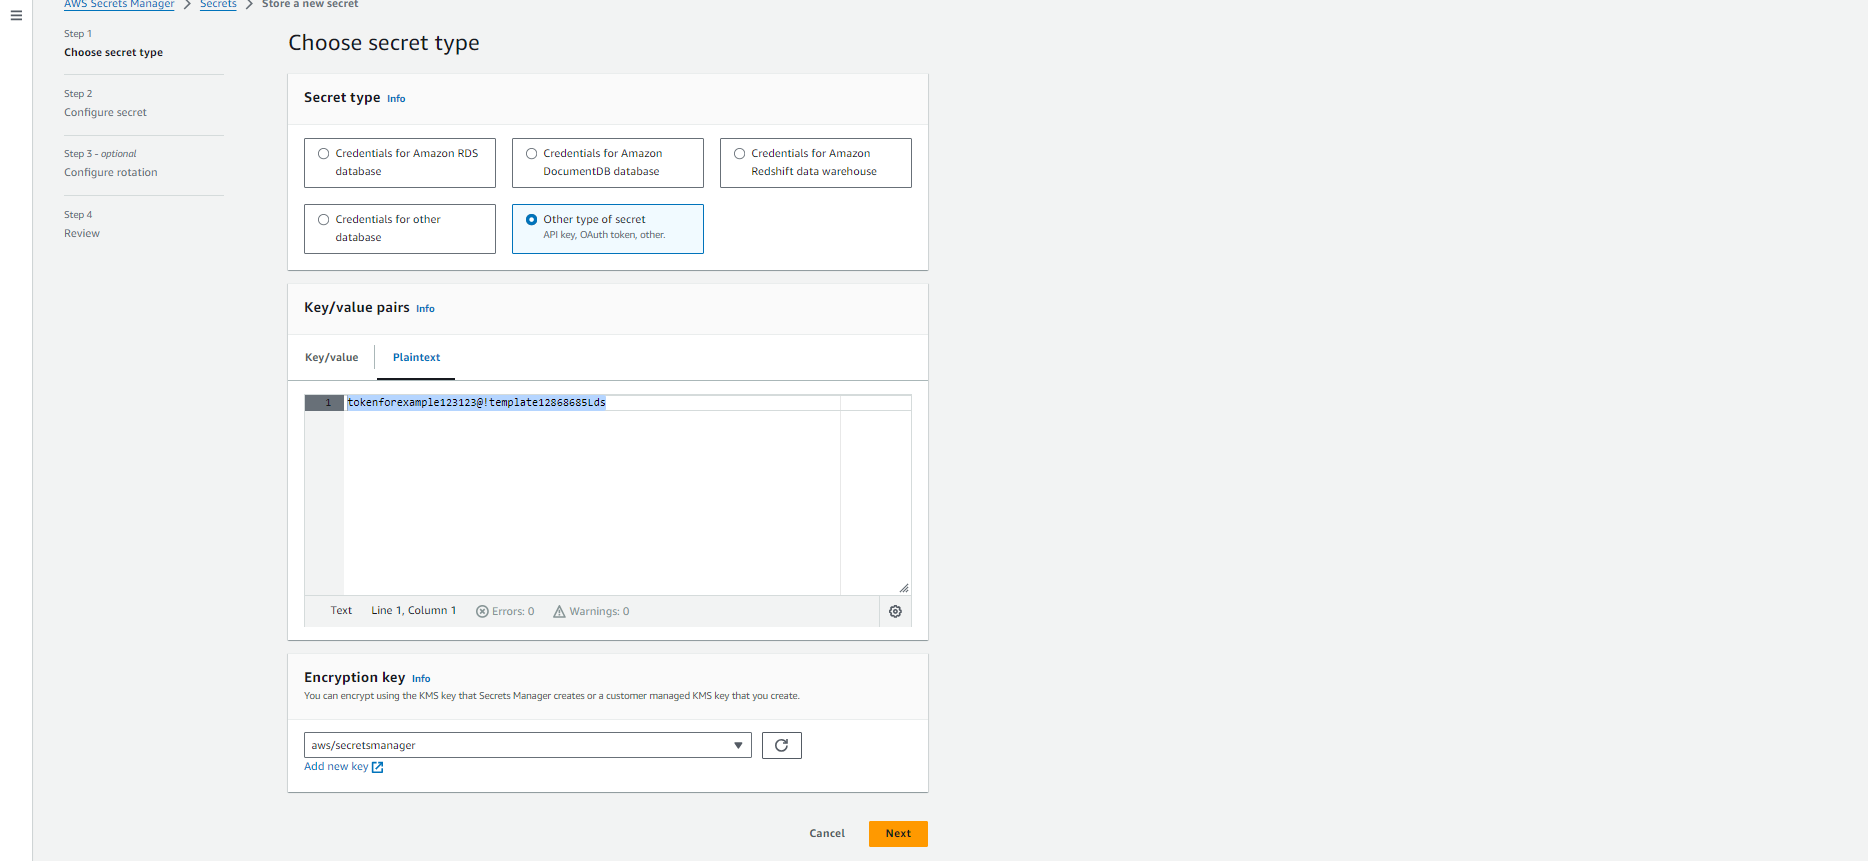 AWS Secrets Manager > Secrets > Store a new secret
Step 1
Choose secret type
Step 2
Configure secret
Step 3 - optional
Configure rotation
Step 4
Review
Choose secret type
Secret type Info
Credentials for Amazon RDS
database
Credentials for Amazon
DocumentDB database
Credentials for Amazon
Redshift data warehouse
Credentials for other
database
Other type of secret
API key, OAuth token, other.
Key/value pairs Info
Key/value Plaintext
1 tokenforexample123123@!template12868685Lds
Text Line 1, Column 1 Errors: 0 Warnings: 0
Encryption key Info
You can encrypt using the KMS key that Secrets Manager creates or a customer managed KMS key that you create.
aws/secretsmanager
Add new key
Cancel Next